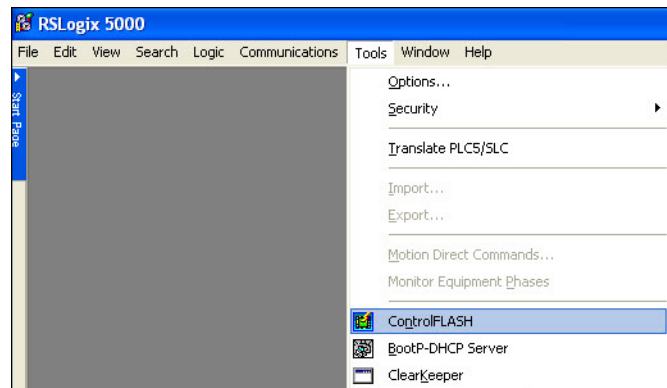 RSLogix 5000
File Edit View Search Logic Communications Tools Window Help
Start Page
Options...
Security
Translate PLC5/SLC
Import...
Export...
Motion Direct Commands...
Monitor Equipment Phases
ControlFLASH
BootP-DHCP Server
ClearKeeper